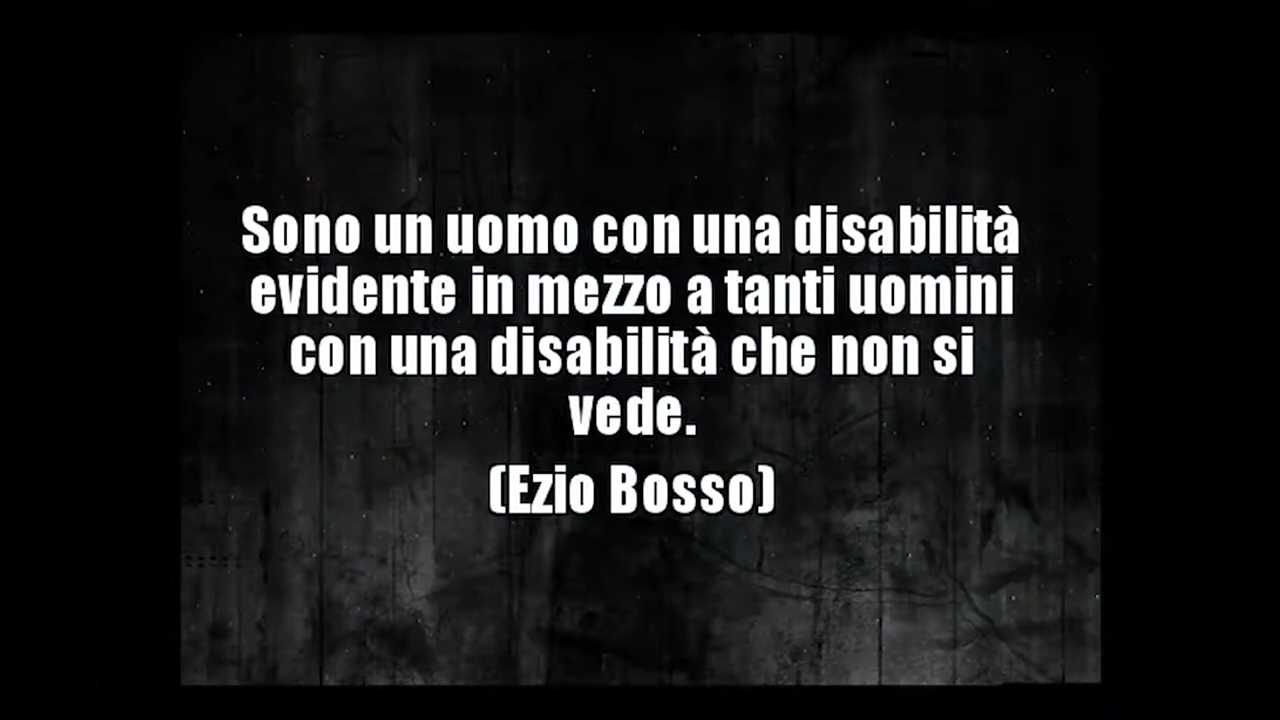 Sono un uomo con una disabilità
evidente in mezzo a tanti uomini
con una disabilità che non si
vede.
(Ezio Bosso)